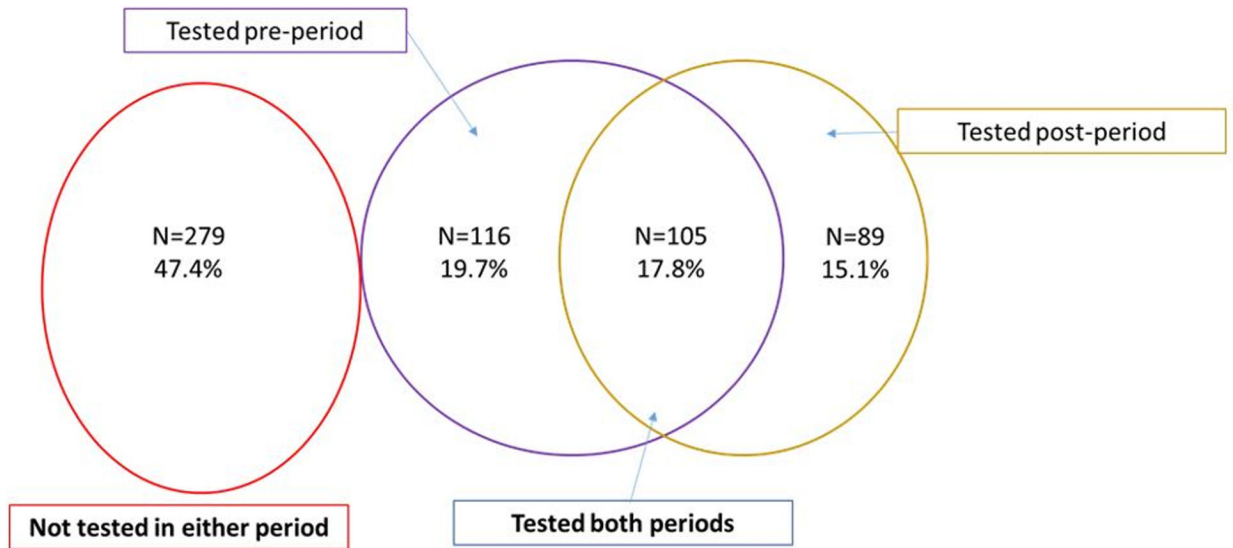 Tested pre-period
Tested post-period
N=279
47.4%
N=116
19.7%
N=105
17.8%
N=89
15.1%
Not tested in either period
Tested both periods